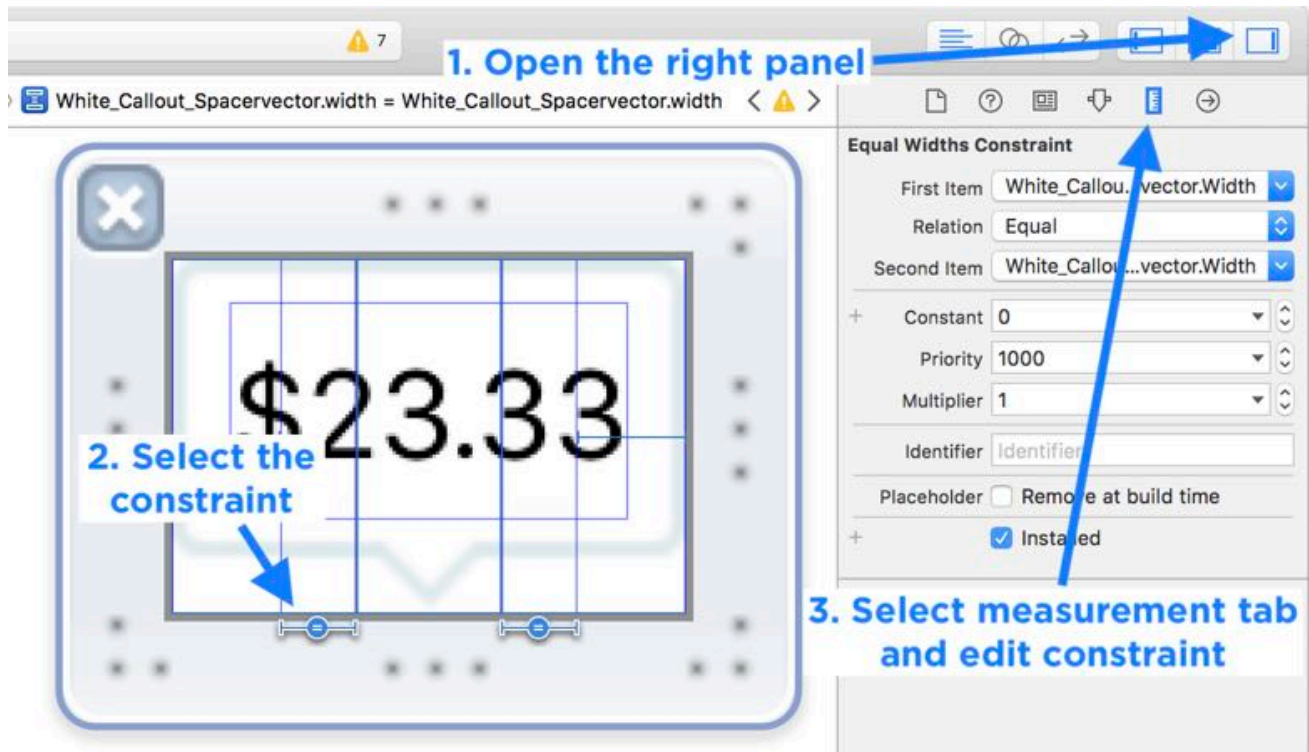 7
1. Open the right panel
White_Callout_Spacervector.width = White_Callout_Spacervector.width
Equal Widths Constraint
First Item White_Callou...vector.Width
Relation Equal
Second Item White_Callou...vector.Width
Constant 0
Priority 1000
Multiplier 1
Identifier Identifier
Placeholder Remove at build time
Installed
$23.33
2. Select the
constraint
3. Select measurement tab
and edit constraint